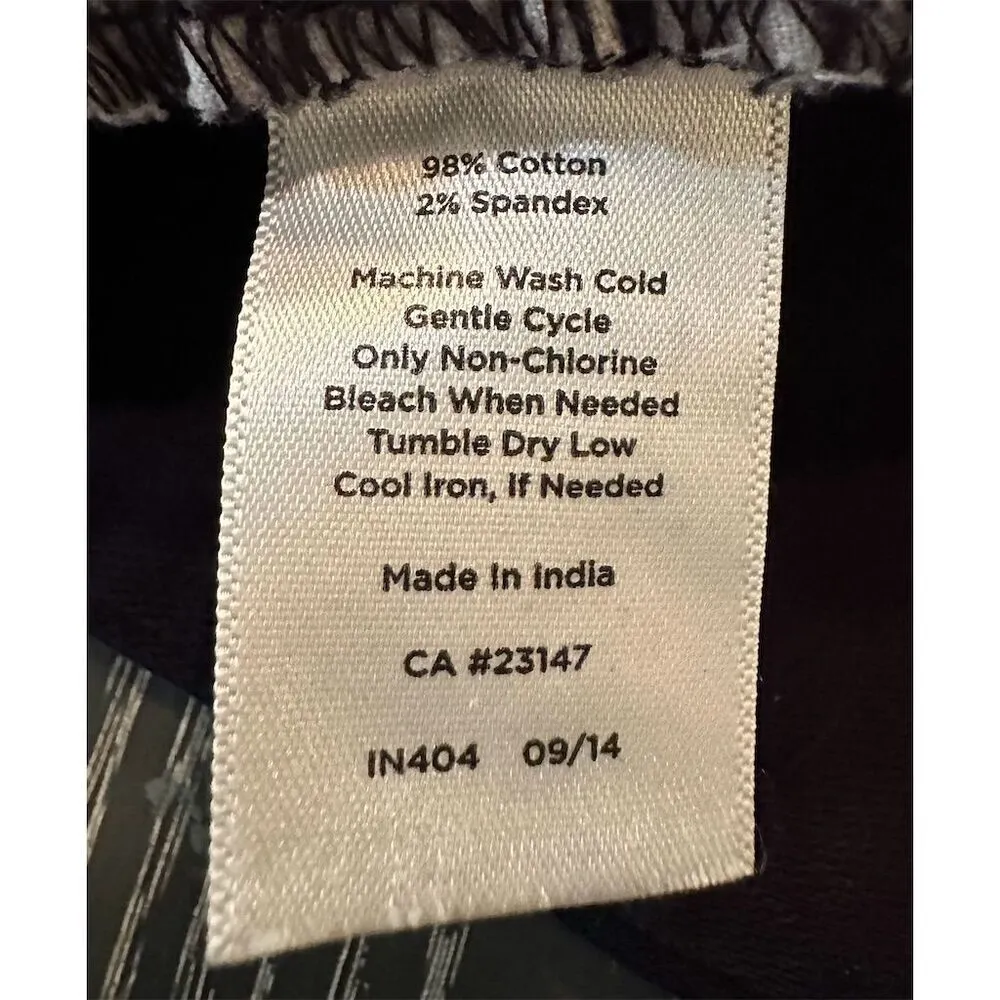 98% Cotton
2% Spandex
Machine Wash Cold
Gentle Cycle
Only Non-Chlorine
Bleach When Needed
Tumble Dry Low
Cool Iron, If Needed
Made In India
CA #23147
IN404 09/14